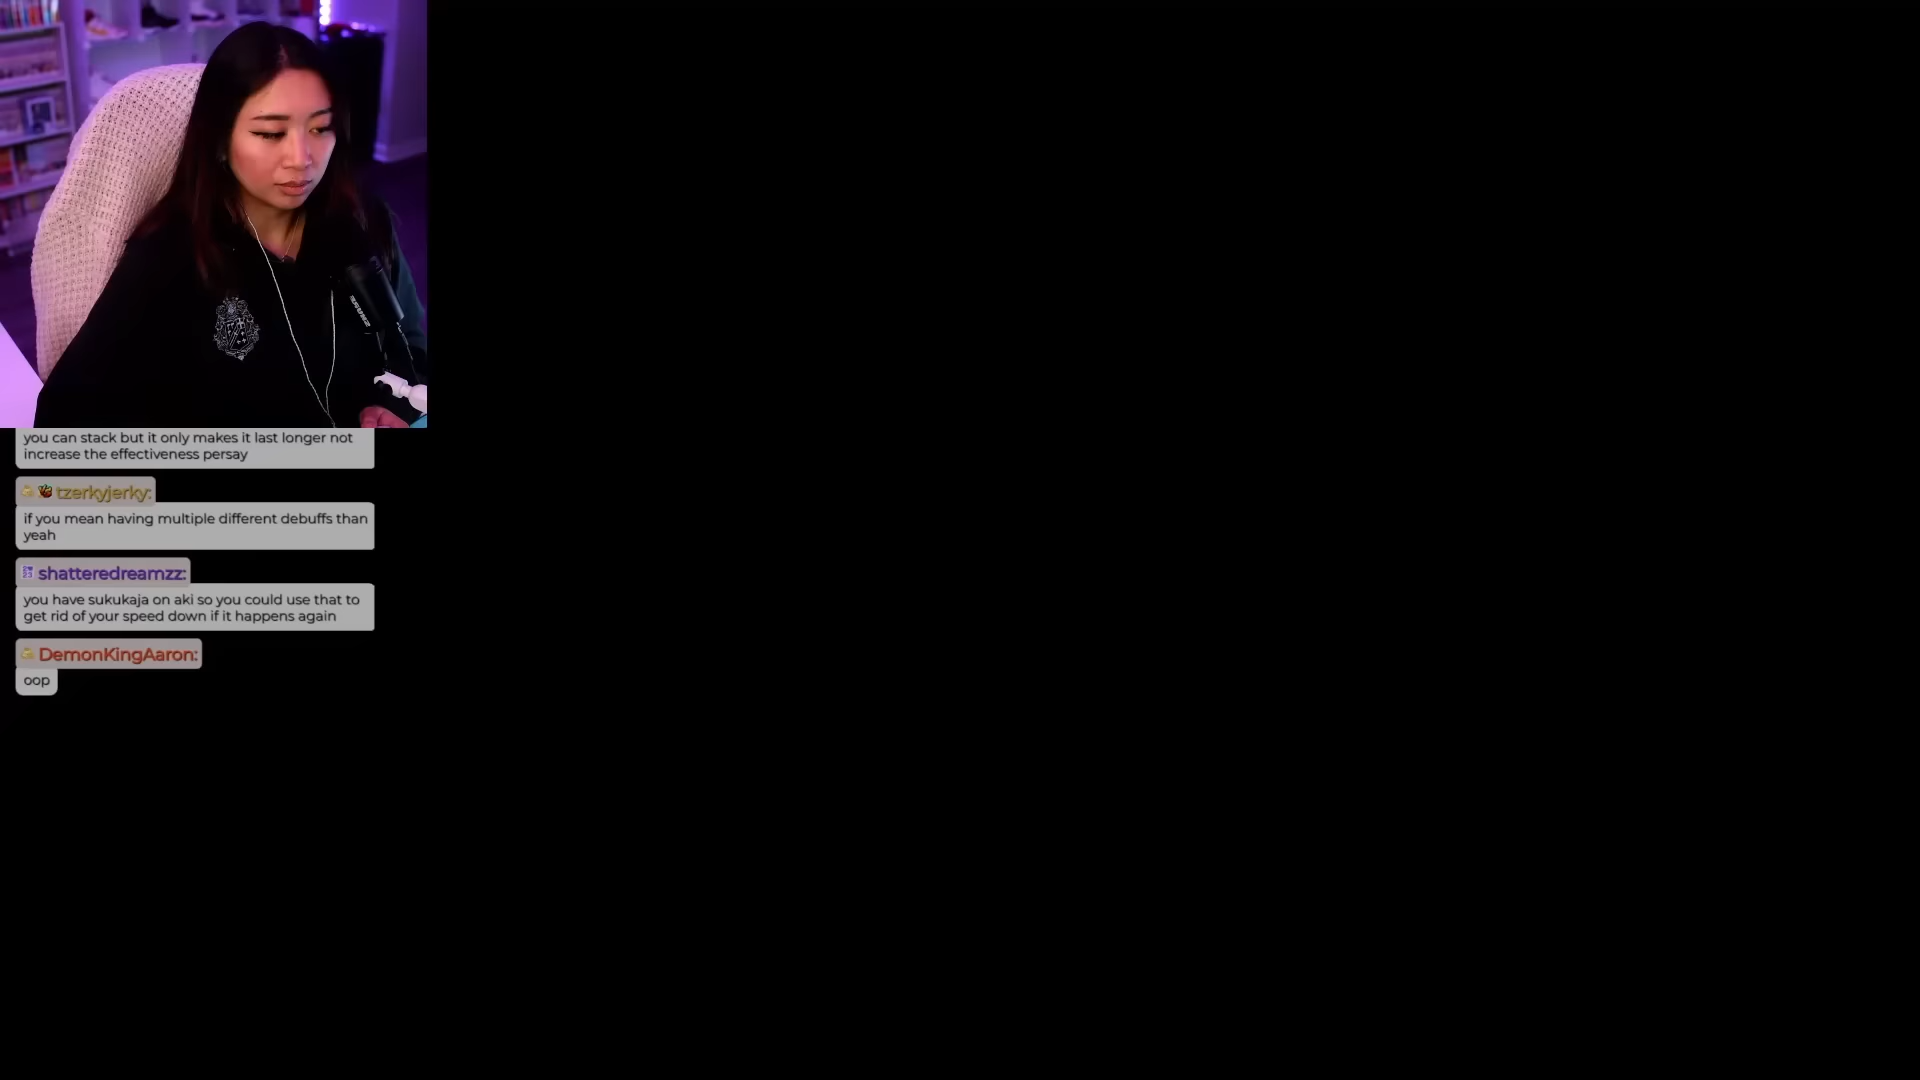 you can stack but it only makes it last longer not
increase the effectiveness persay
tzerkyjerky:
if you mean having multiple different debuffs than
yeah
shatteredreamzz:
you have sukukaja on aki so you could use that to
get rid of your speed down if it happens again
DemonKingAaron:
oop